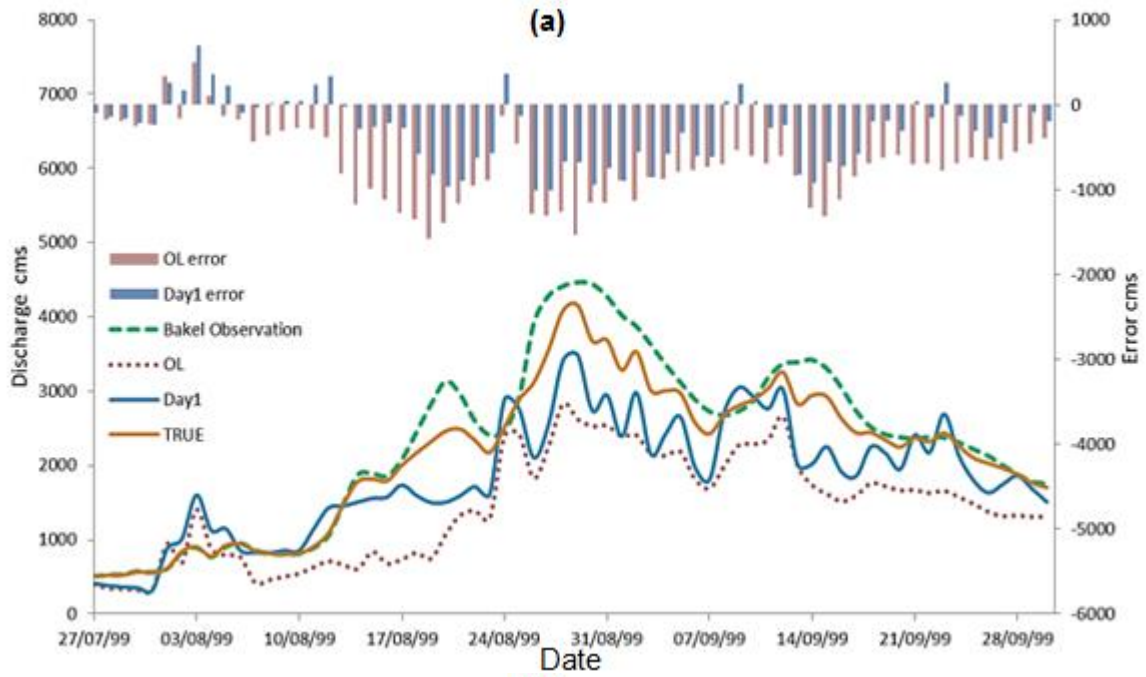 (a)
8000
7000
6000
5000
4000
3000
2000
1000
0
Discharge cms
1000
0
-1000
-2000
-3000
-4000
-5000
-6000
Error cms
OL error
Day1 error
Bakel Observation
OL
Day1
TRUE
27/07/99 03/08/99 10/08/99 17/08/99 24/08/99 31/08/99 07/09/99 14/09/99 21/09/99 28/09/99
Date